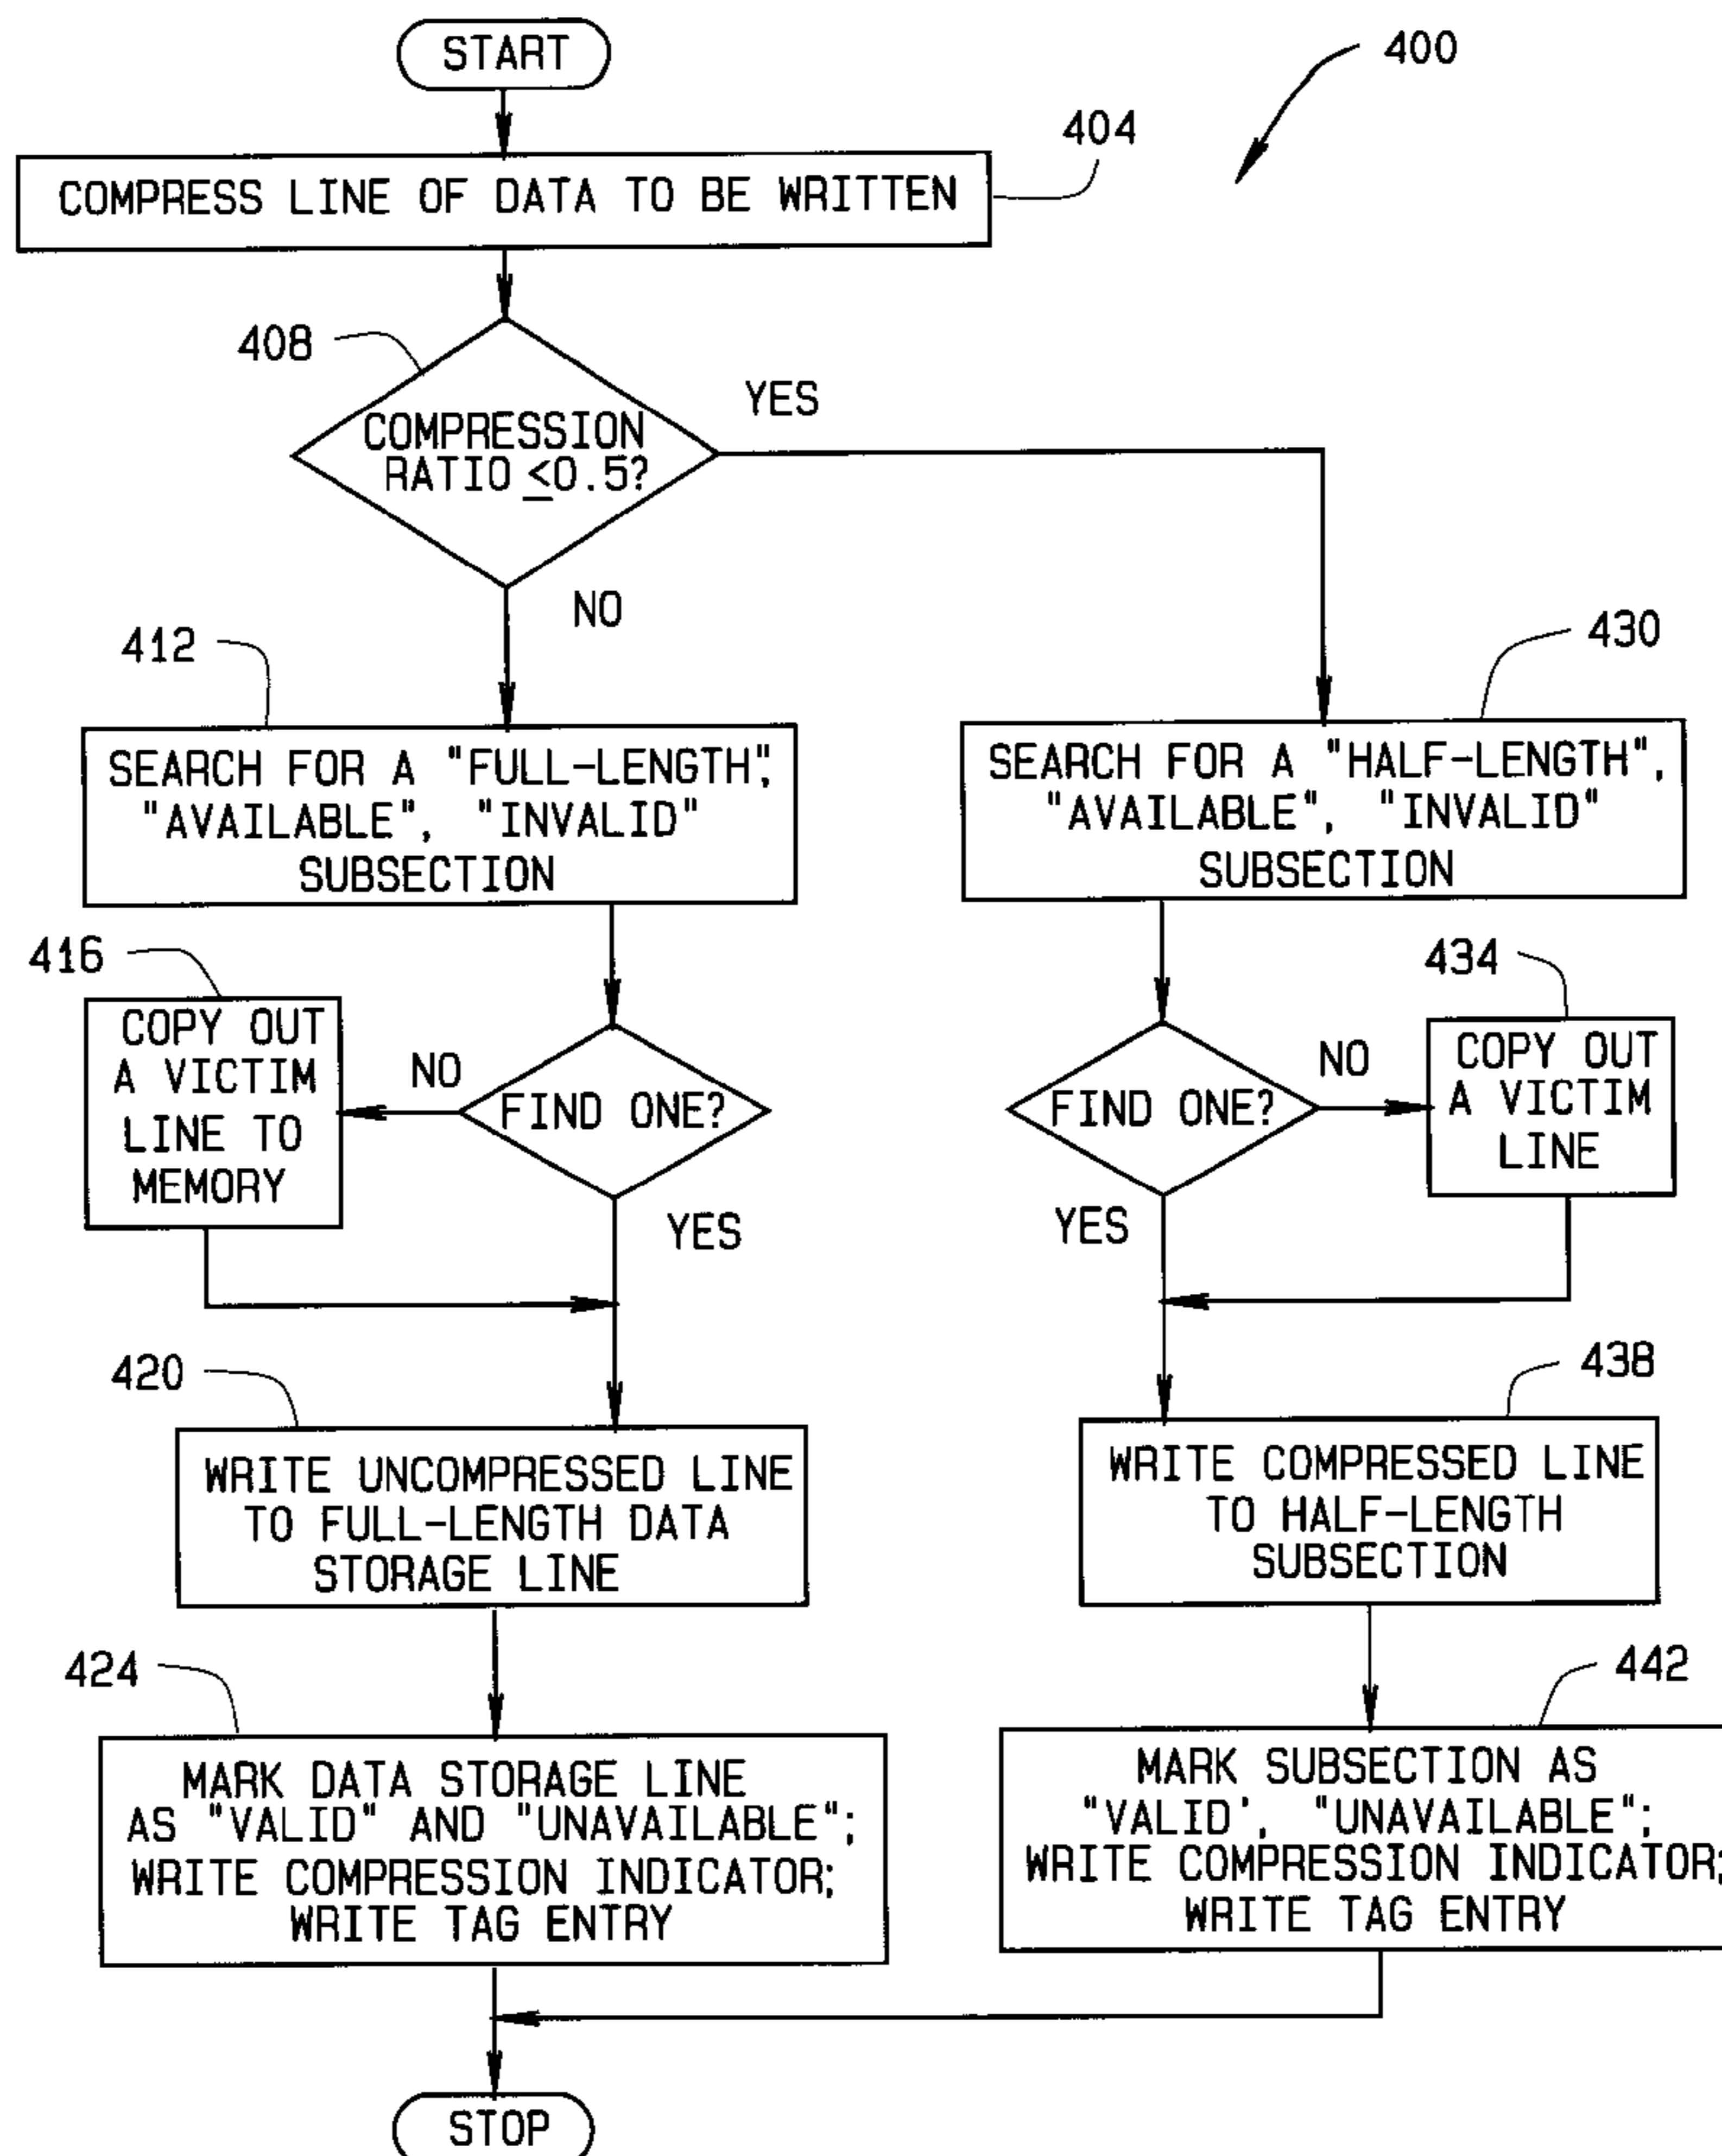 START
400
404
COMPRESS LINE OF DATA TO BE WRITTEN
408
YES
COMPRESSION
RATIO ≤0.5?
NO
412
430
SEARCH FOR A "FULL-LENGTH",
"AVAILABLE", "INVALID"
SUBSECTION
SEARCH FOR A "HALF-LENGTH",
"AVAILABLE", "INVALID"
SUBSECTION
416
COPY OUT
A VICTIM
LINE TO
MEMORY
NO
FIND ONE?
YES
434
FIND ONE?
NO
COPY OUT
A VICTIM
LINE
YES
420
WRITE UNCOMPRESSED LINE
TO FULL-LENGTH DATA
STORAGE LINE
438
WRITE COMPRESSED LINE
TO HALF-LENGTH
SUBSECTION
424
MARK DATA STORAGE LINE
AS "VALID" AND "UNAVAILABLE";
WRITE COMPRESSION INDICATOR;
WRITE TAG ENTRY
442
MARK SUBSECTION AS
"VALID', "UNAVAILABLE";
WRITE COMPRESSION INDICATOR;
WRITE TAG ENTRY
STOP